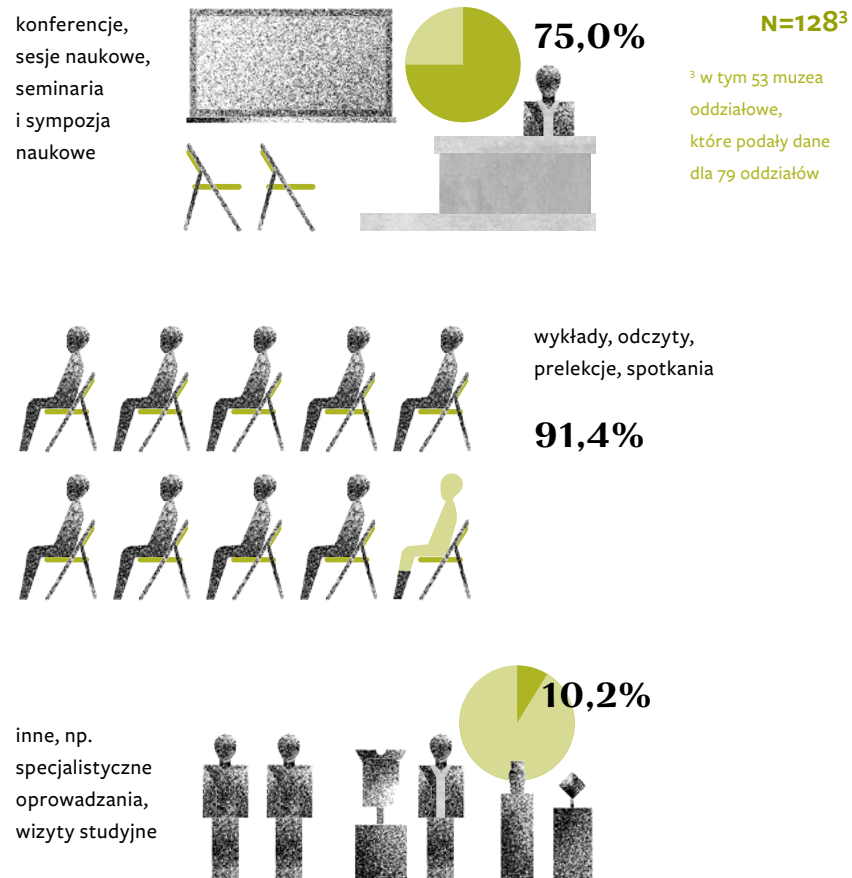 konferencje,
sesje naukowe,
seminaria
i sympozja
naukowe
75,0%
N=128³
³ w tym 53 muzea
oddziałowe,
które podały dane
dla 79 oddziałów
wykłady, odczyty,
prelekcje, spotkania
91,4%
10,2%
inne, np.
specjalistyczne
oprowadzania,
wizyty studyjne